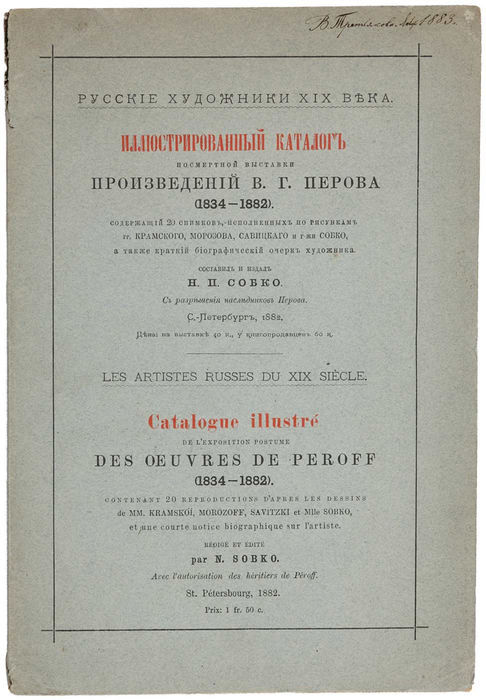 В. Третьякова. 1883.
РУССКІЕ ХУДОЖНИКИ XIX ВѢКА.
ИЛЛЮСТРИРОВАННЫЙ КАТАЛОГЪ
ПОСМЕРТНОЙ ВЫСТАВКИ
ПРОИЗВЕДЕНІЙ В. Г. ПЕРОВА
(1834—1882).
СОДЕРЖАЩІЙ 20 СНИМКОВЪ, ИСПОЛНЕННЫХЪ ПО РИСУНКАМЪ
гг. КРАМСКОГО, МОРОЗОВА, САВИЦКАГО и г-жи СОБКО,
а также краткій біографическій очеркъ художника.
СОСТАВИЛЪ И ИЗДАЛЪ
Н. П. СОБКО.
Съ разрѣшенія наслѣдниковъ Перова.
С.-Петербургъ, 1882.
Цѣна: на выставкѣ 40 к., у книгопродавцевъ 60 к.
LES ARTISTES RUSSES DU XIX SIÈCLE.
Catalogue illustré
DE L'EXPOSITION POSTUME
DES OEUVRES DE PEROFF
(1834—1882).
CONTENANT 20 REPRODUCTIONS D'APRES LES DESSINS
de MM. KRAMSKOÏ, MOROZOFF, SAVITZKI et Mlle SOBKO,
et une courte notice biographique sur l'artiste.
RÉDIGÉ ET ÉDITÉ
par N. SOBKO.
Avec l'autorisation des héritiers de Péroff.
St. Pétersbourg, 1882.
Prix: 1 fr. 50 c.